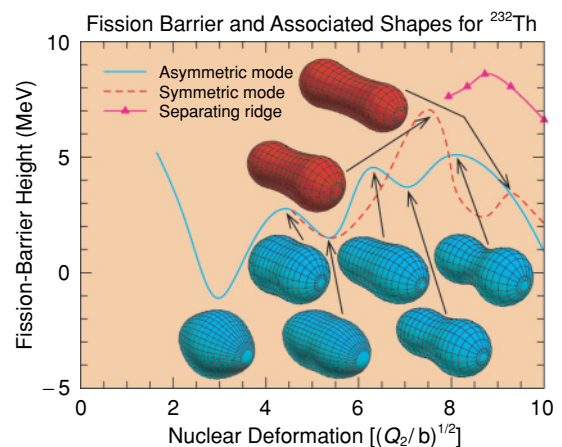 Fission Barrier and Associated Shapes for ²³²Th
10
Asymmetric mode
Symmetric mode
Separating ridge
5
0
−5
Fission-Barrier Height (MeV)
0 2 4 6 8 10
Nuclear Deformation [(Q₂/b)¹/²]